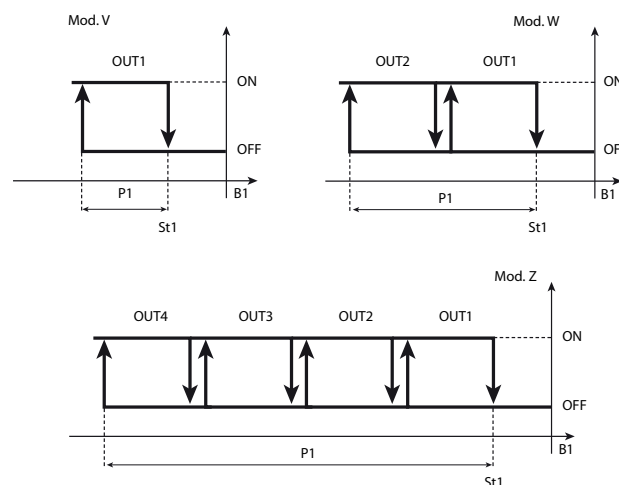 Mod. V
OUT1
ON
OFF
P1
B1
St1
Mod. W
OUT2 OUT1
ON
OF
P1
B1
St1
Mod. Z
OUT4 OUT3 OUT2 OUT1
ON
OFF
P1
B1
St1